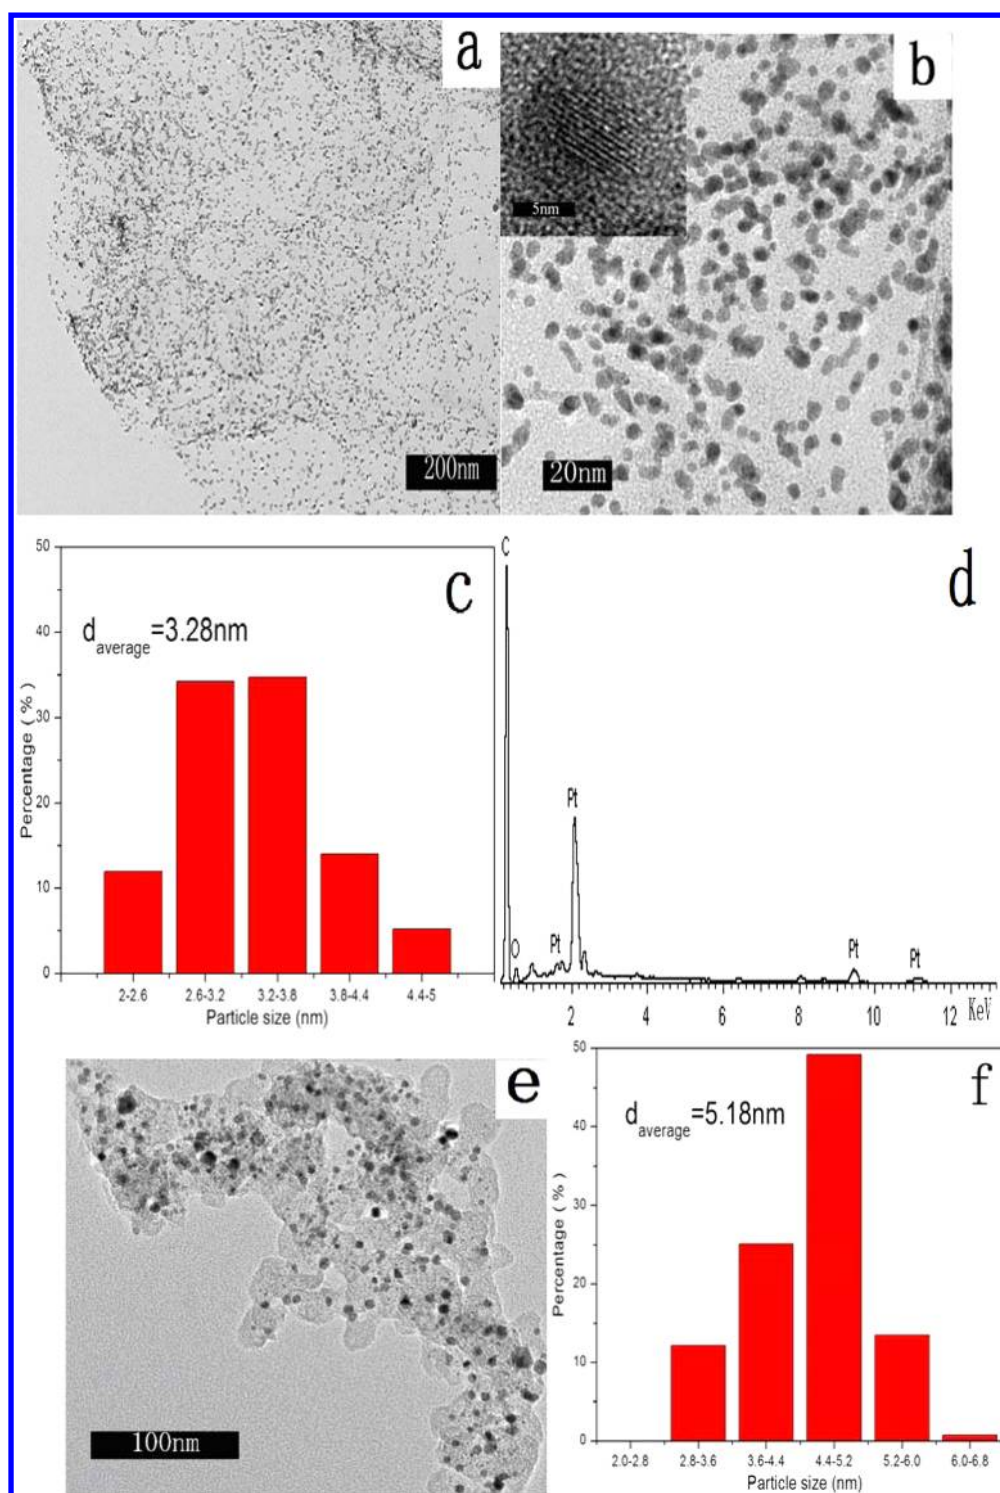 a
200nm
b
5nm
20nm
c
d average=3.28nm
Percentage ( % )
50
40
30
20
10
0
2-2.6 2.6-3.2 3.2-3.8 3.8-4.4 4.4-5
Particle size (nm)
d
C
O
Pt
Pt
Pt
Pt
2 4 6 8 10 12 KeV
e
100nm
f
d average=5.18nm
Percentage ( % )
50
40
30
20
10
0
2.0-2.8 2.8-3.6 3.6-4.4 4.4-5.2 5.2-6.0 6.0-6.8
Particle size (nm)